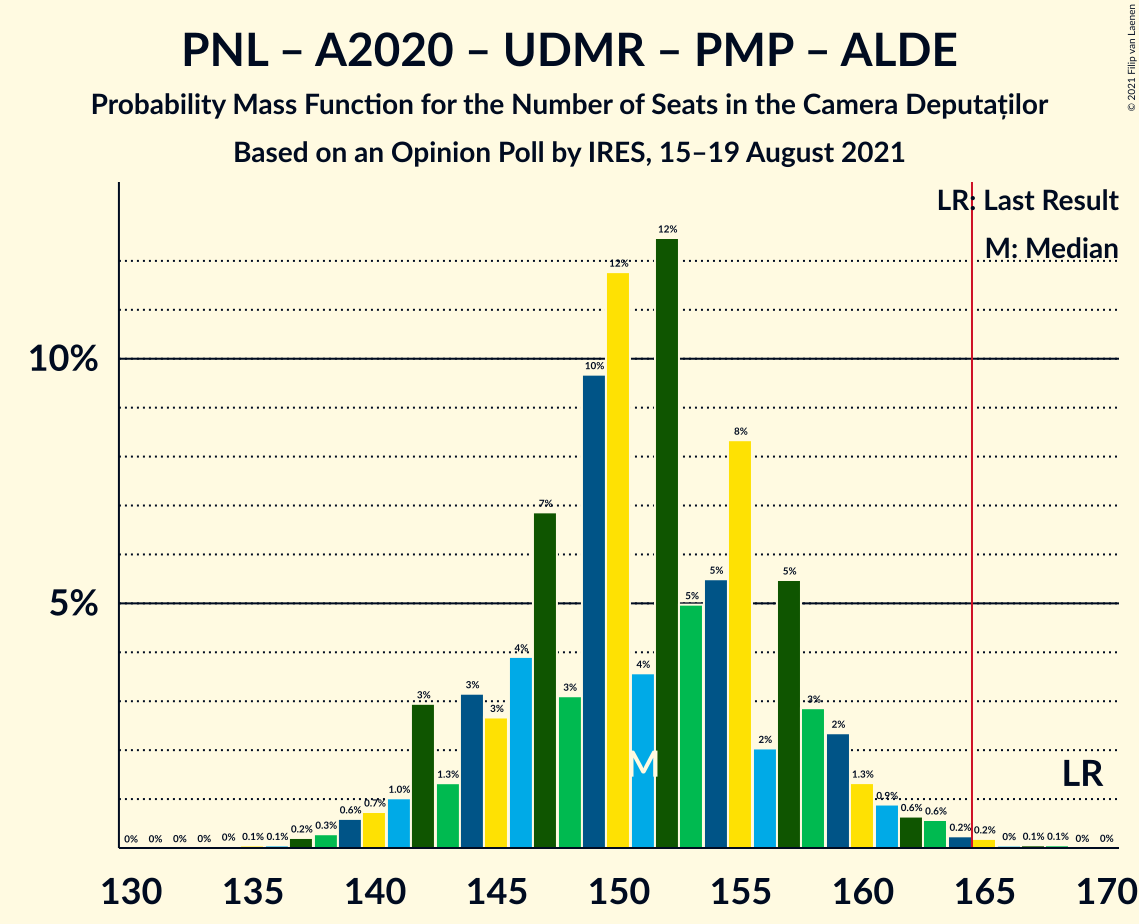 PNL – A2020 – UDMR – PMP – ALDE
Probability Mass Function for the Number of Seats in the Camera Deputaților
Based on an Opinion Poll by IRES, 15–19 August 2021
© 2021 Filip van Laenen
LR: Last Result
M: Median
10%
5%
0% 0% 0% 0% 0% 0.1% 0.1% 0.2% 0.3% 0.6% 0.7% 1.0% 3% 1.3% 3% 3% 4% 7% 3% 10% 12% 4% 12% 5% 5% 8% 2% 5% 3% 2% 1.3% 0.9% 0.6% 0.6% 0.2% 0.2% 0% 0.1% 0.1% 0% 0%
M
LR
130 135 140 145 150 155 160 165 170